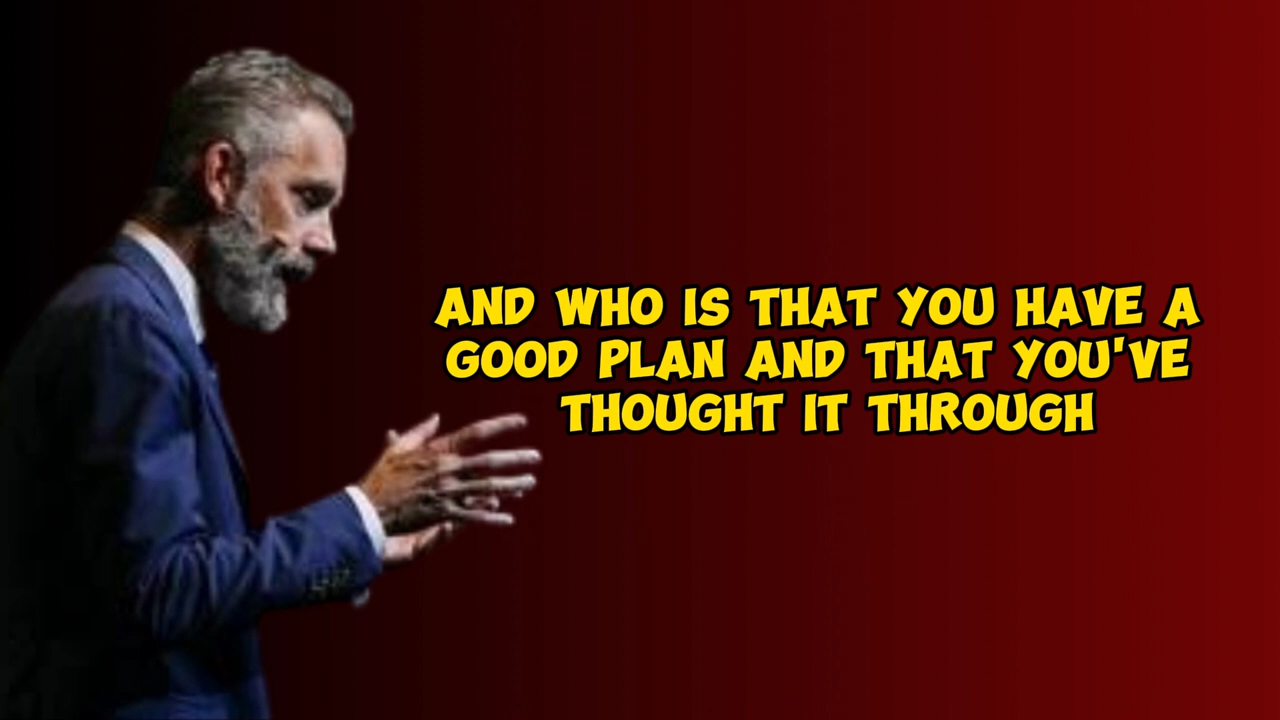 AND WHO IS THAT YOU HAVE A
GOOD PLAN AND THAT YOU'VE
THOUGHT IT THROUGH